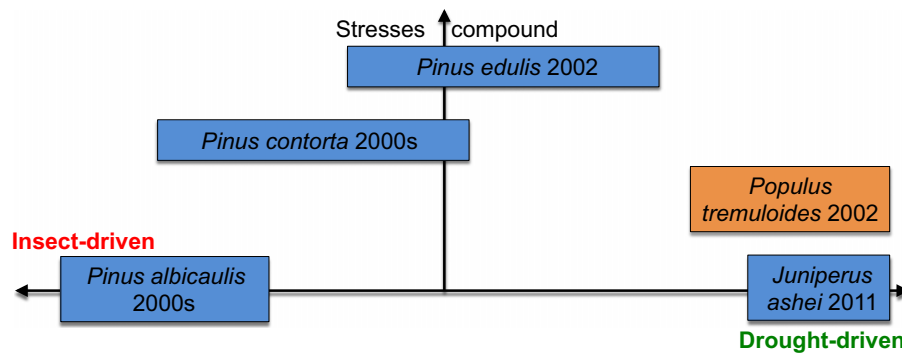 Stresses compound
Pinus edulis 2002
Pinus contorta 2000s
Populus
tremuloides 2002
Insect-driven
Pinus albicaulis
2000s
Juniperus
ashei 2011
Drought-driven